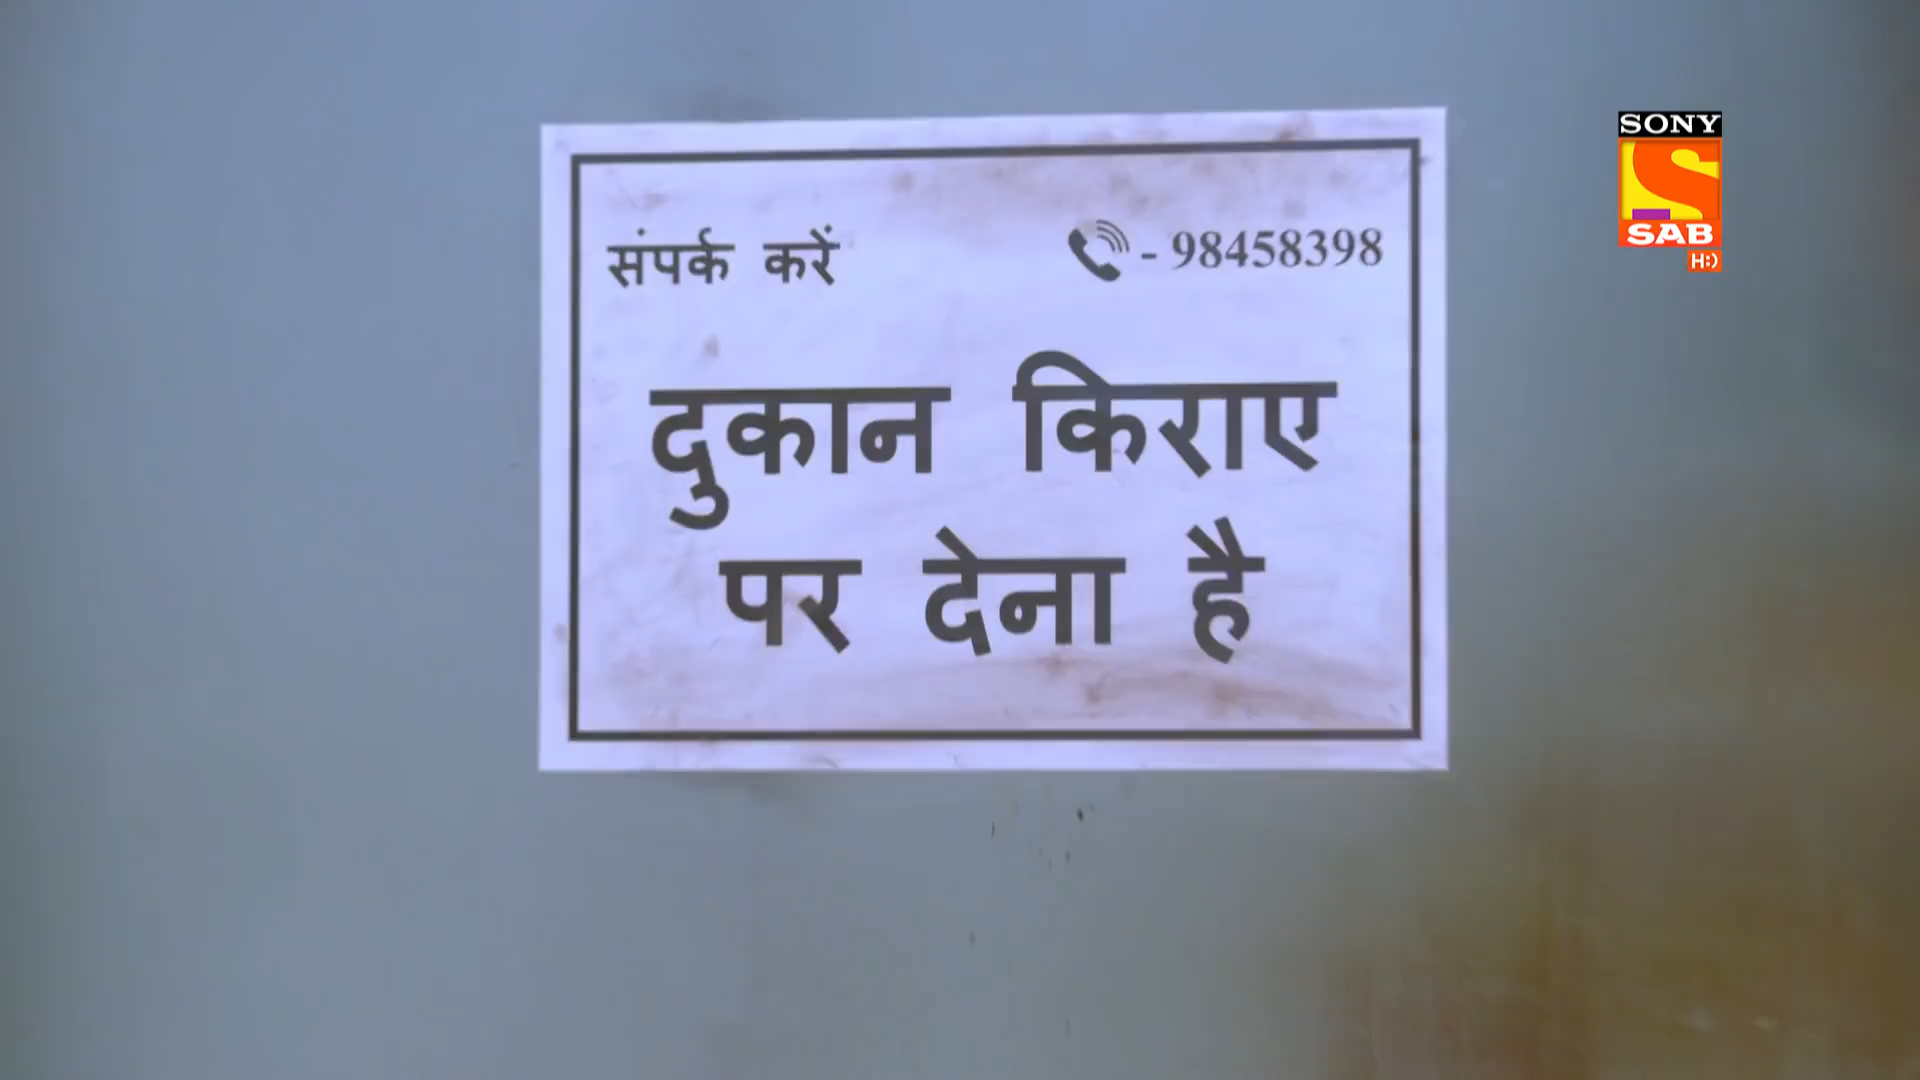 संपर्क करें - 98458398
दुकान किराए
पर देना है
SONY
SAB
H:)